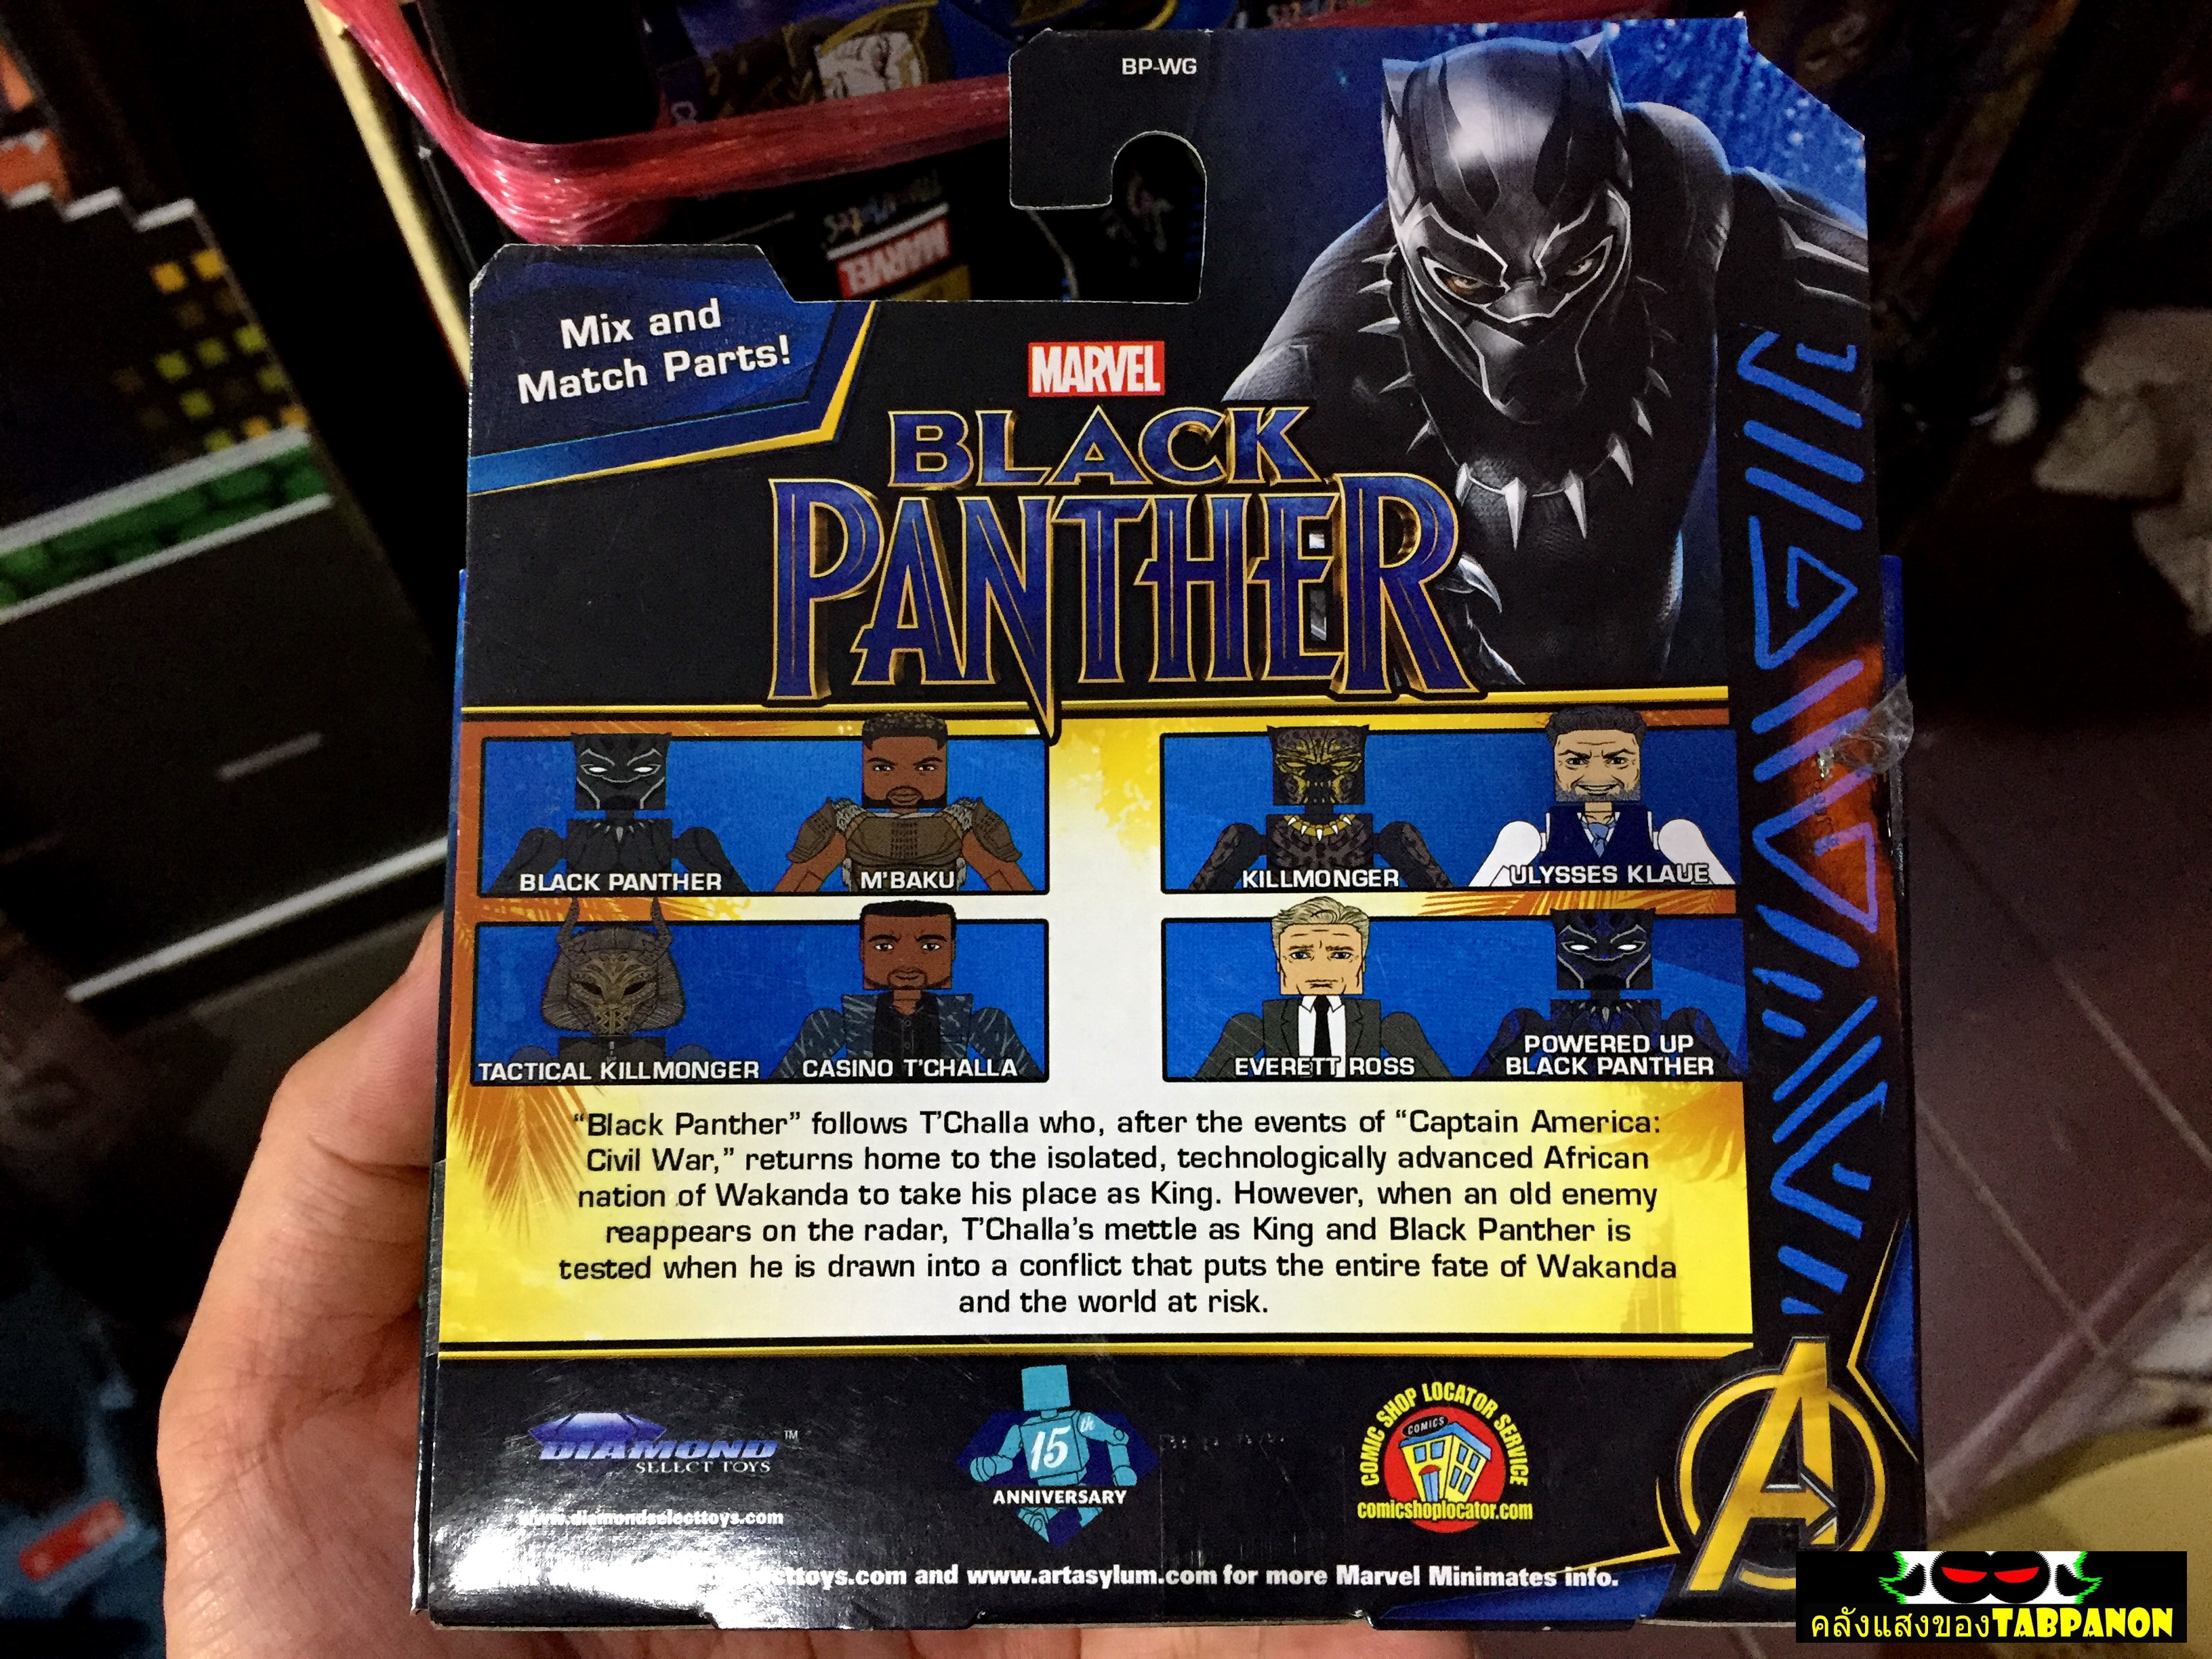 BP-WG
Mix and
Match Parts!
MARVEL
MARVEL
BLACK
PANTHER
BLACK PANTHER
M'BAKU
KILLMONGER
ULYSSES KLAUE
TACTICAL KILLMONGER
CASINO T'CHALLA
EVERETT ROSS
POWERED UP
BLACK PANTHER
“Black Panther” follows T'Challa who, after the events of “Captain America:
Civil War,” returns home to the isolated, technologically advanced African
nation of Wakanda to take his place as King. However, when an old enemy
reappears on the radar, T'Challa's mettle as King and Black Panther is
tested when he is drawn into a conflict that puts the entire fate of Wakanda
and the world at risk.
DIAMOND™
SELECT TOYS
www.diamondselecttoys.com
15th
ANNIVERSARY
COMIC SHOP LOCATOR SERVICE
COMICS
comicshoplocator.com
A
cttoys.com and www.artasylum.com for more Marvel Minimates info.
คลังแสงของTABPANON